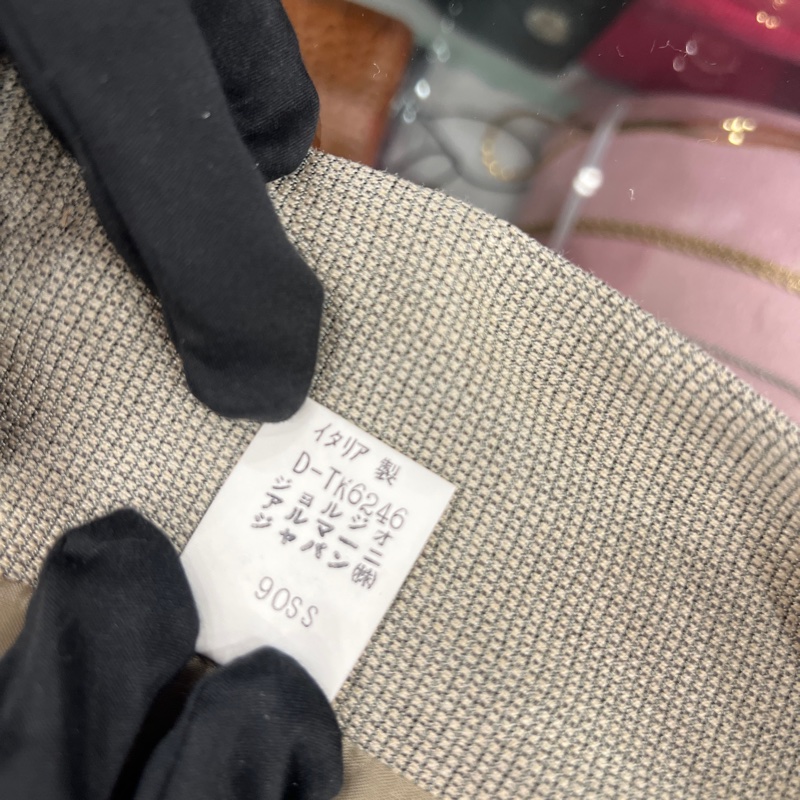 イタリア 製
D-TK6246
ジョルジオ
アルマーニ
ジャパン㈱
90SS